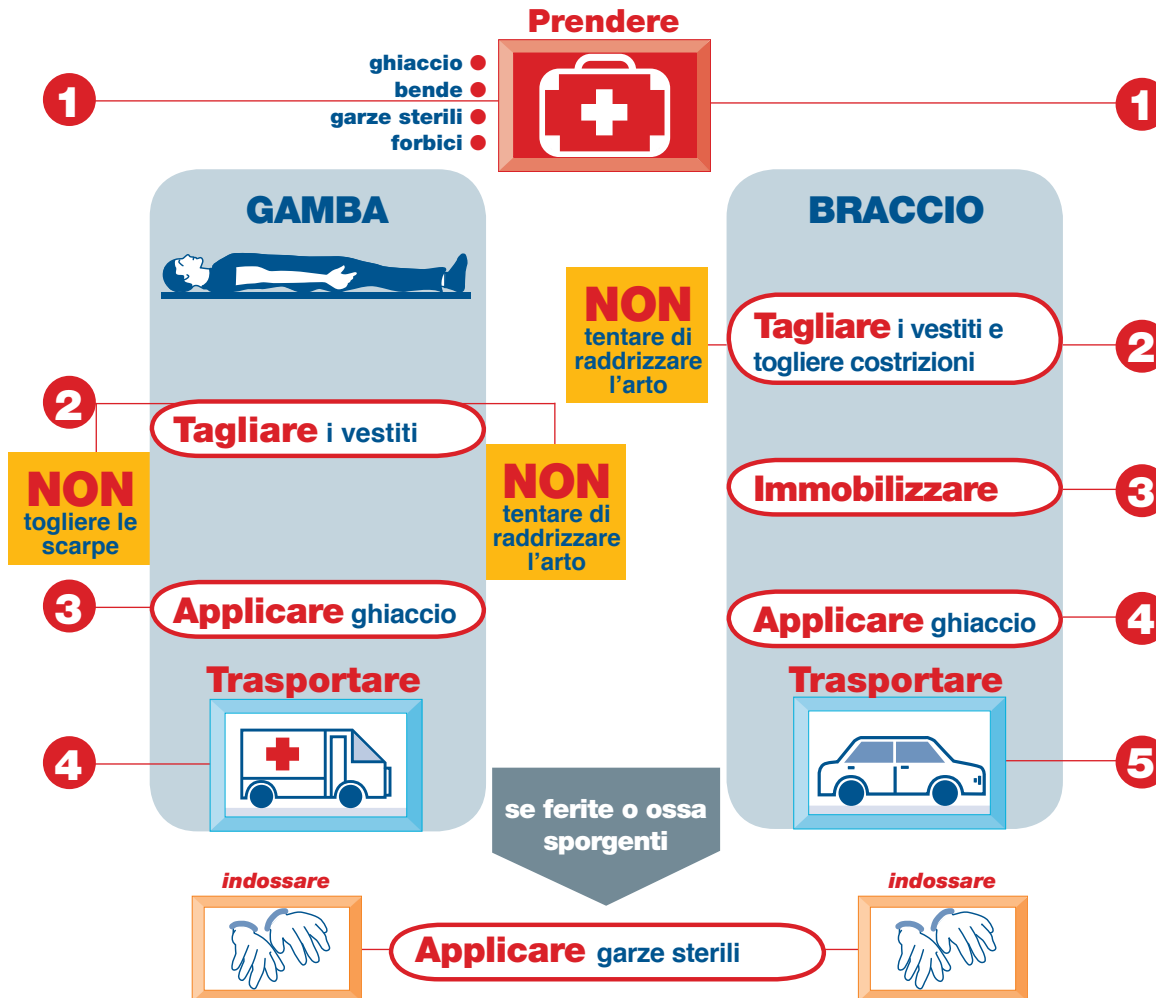 Prendere
ghiaccio
bende
garze sterili
forbici
1
1
GAMBA
2
Tagliare i vestiti
NON
togliere le
scarpe
NON
tentare di
raddrizzare
l'arto
3
Applicare ghiaccio
Trasportare
4
BRACCIO
NON
tentare di
raddrizzare
l'arto
Tagliare i vestiti e
togliere costrizioni
2
Immobilizzare
3
Applicare ghiaccio
4
Trasportare
5
se ferite o ossa
sporgenti
indossare
Applicare garze sterili
indossare